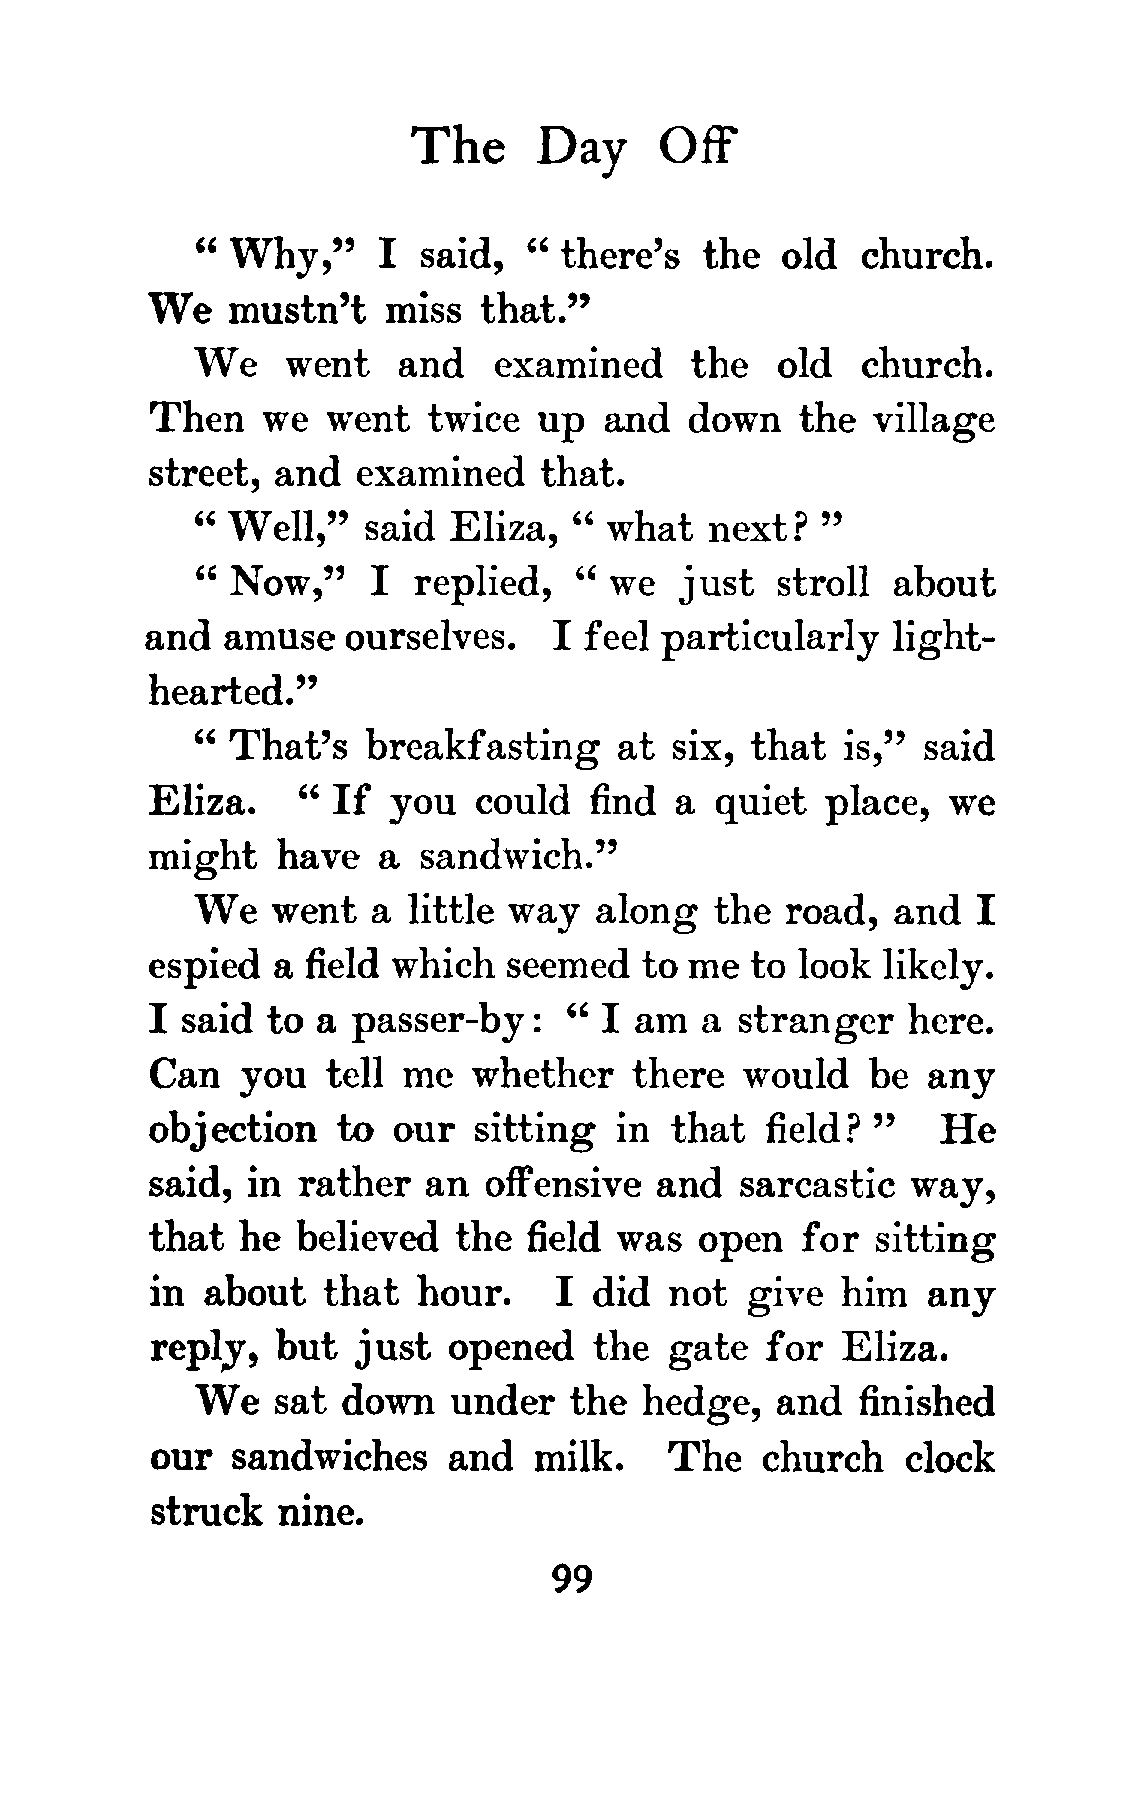 The Day Off
“ Why,” I said, “ there’s the old church.
We mustn’t miss that.”
We went and examined the old church.
Then we went twice up and down the village
street, and examined that.
“ Well,” said Eliza, “ what next? ”
“ Now,” I replied, “ we just stroll about
and amuse ourselves. I feel particularly light-
hearted.”
“ That’s breakfasting at six, that is,” said
Eliza. “ If you could find a quiet place, we
might have a sandwich.”
We went a little way along the road, and I
espied a field which seemed to me to look likely.
I said to a passer-by: “ I am a stranger here.
Can you tell me whether there would be any
objection to our sitting in that field? ” He
said, in rather an offensive and sarcastic way,
that he believed the field was open for sitting
in about that hour. I did not give him any
reply, but just opened the gate for Eliza.
We sat down under the hedge, and finished
our sandwiches and milk. The church clock
struck nine.
99